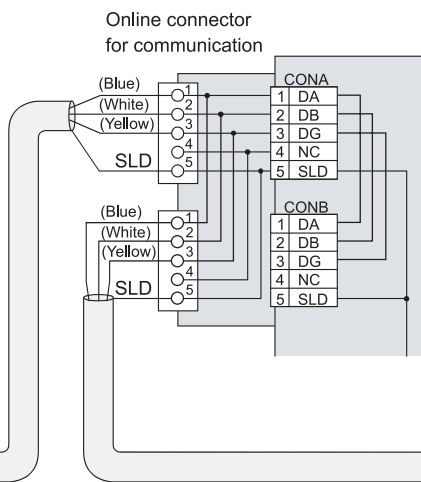 Online connector
for communication
(Blue)
(White)
(Yellow)
SLD
1
2
3
4
5
CONA
1 DA
2 DB
3 DG
4 NC
5 SLD
(Blue)
(White)
(Yellow)
SLD
1
2
3
4
5
CONB
1 DA
2 DB
3 DG
4 NC
5 SLD